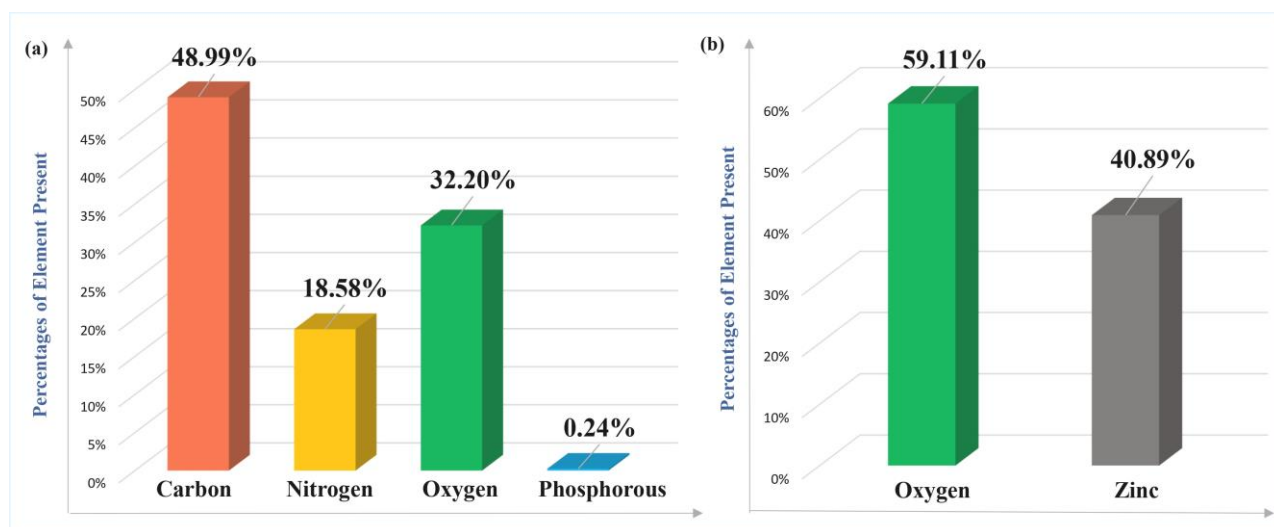 (a)
Percentages of Element Present
50%
45%
40%
35%
30%
25%
20%
15%
10%
5%
0%
48.99%
18.58%
32.20%
0.24%
Carbon
Nitrogen
Oxygen
Phosphorous
(b)
Percentages of Element Present
60%
50%
40%
30%
20%
10%
0%
59.11%
40.89%
Oxygen
Zinc